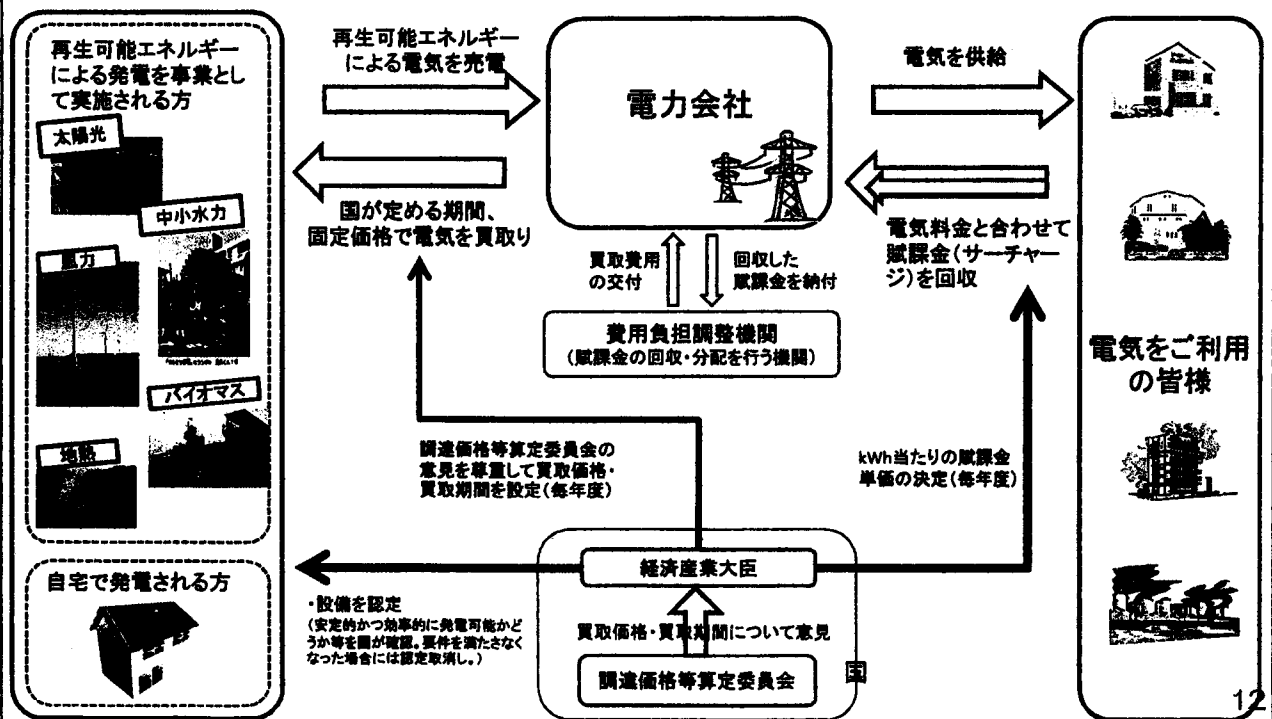 再生可能エネルギー
による発電を事業とし
て実施される方
太陽光
中小水力
風力
バイオマス
地熱
自宅で発電される方
再生可能エネルギー
による電気を売電
国が定める期間、
固定価格で電気を買取り
電力会社
電気を供給
電気料金と合わせて
賦課金(サーチャー
ジ)を回収
買取費用
の交付
回収した
賦課金を納付
費用負担調整機関
(賦課金の回収・分配を行う機関)
電気をご利用
の皆様
調達価格等算定委員会の
意見を尊重して買取価格・
買取期間を設定(毎年度)
kWh当たりの賦課金
単価の決定(毎年度)
経済産業大臣
・設備を認定
(安定的かつ効率的に発電可能かど
うか等を国が確認。要件を満たさなく
なった場合には認定取消し。)
買取価格・買取期間について意見
調達価格等算定委員会
国
12